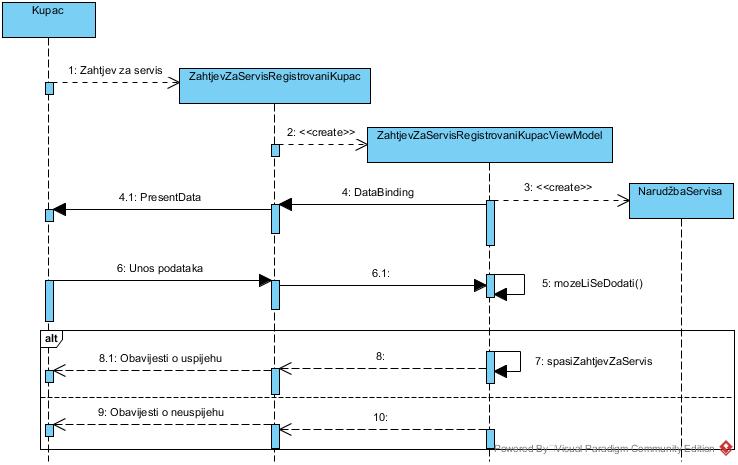 Kupac
1: Zahtjev za servis
ZahtjevZaServisRegistrovaniKupac
2: <<create>>
ZahtjevZaServisRegistrovaniKupacViewModel
3: <<create>>
NarudžbaServisa
4: DataBinding
4.1: PresentData
6: Unos podataka
6.1:
5: mozeLiSeDodati()
alt
8.1: Obavijesti o uspijehu
8:
7: spasiZahtjevZaServis
9: Obavijesti o neuspijehu
10:
Powered By Visual Paradigm Community Edition